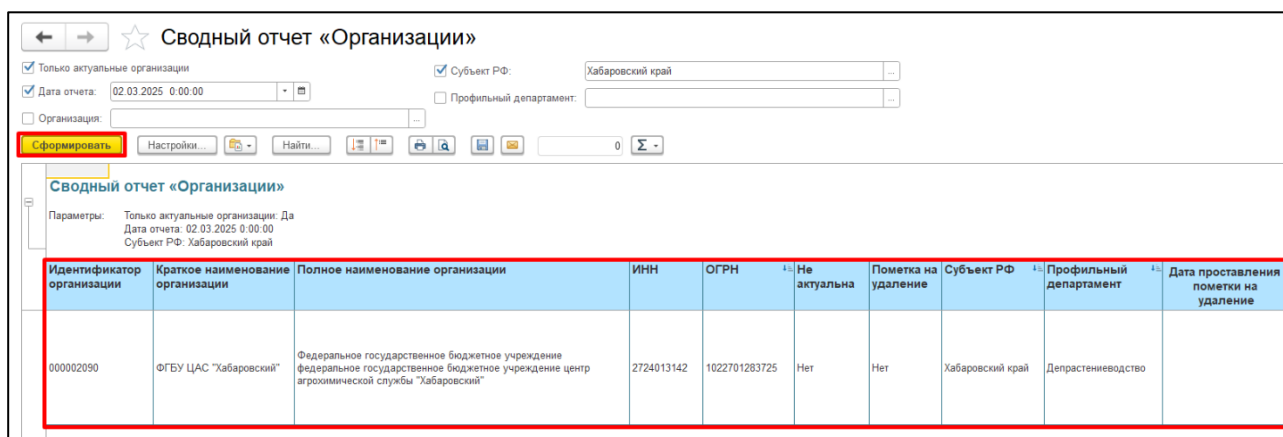 Сводный отчет «Организации»
Только актуальные организации
Субъект РФ: Хабаровский край ...
Дата отчета: 02.03.2025 0:00:00
Профильный департамент: ...
Организация: ...
Сформировать Настройки... Найти... 0 Σ
Сводный отчет «Организации»
Параметры: Только актуальные организации: Да
Дата отчета: 02.03.2025 0:00:00
Субъект РФ: Хабаровский край
Идентификатор организации Краткое наименование организации Полное наименование организации ИНН ОГРН Не актуальна Пометка на удаление Субъект РФ Профильный департамент Дата проставления пометки на удаление
000002090 ФГБУ ЦАС "Хабаровский" Федеральное государственное бюджетное учреждение федеральное государственное бюджетное учреждение центр агрохимической службы "Хабаровский" 2724013142 1022701283725 Нет Нет Хабаровский край Депрастениеводство